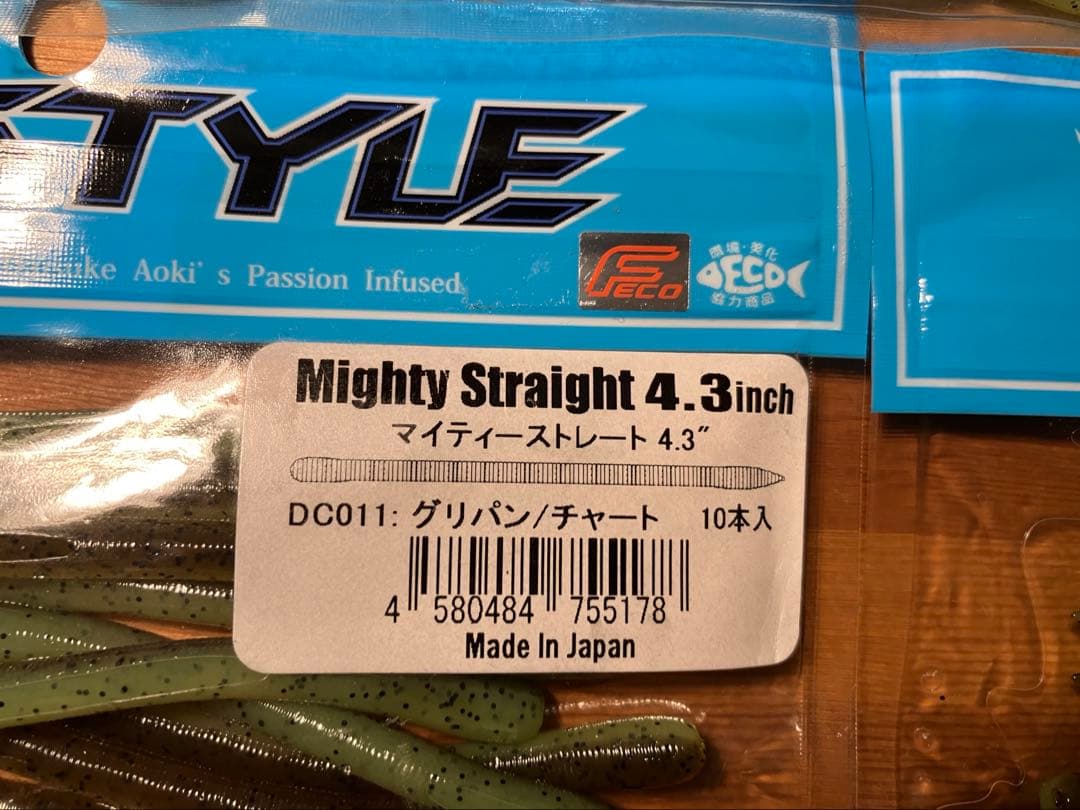 STYLE
suke Aoki's Passion Infused
FECO
環境・美化
ECO
協力商品
Mighty Straight 4.3inch
マイティーストレート 4.3"
DC011: グリパン/チャート 10本入
4 580484 755178
Made In Japan